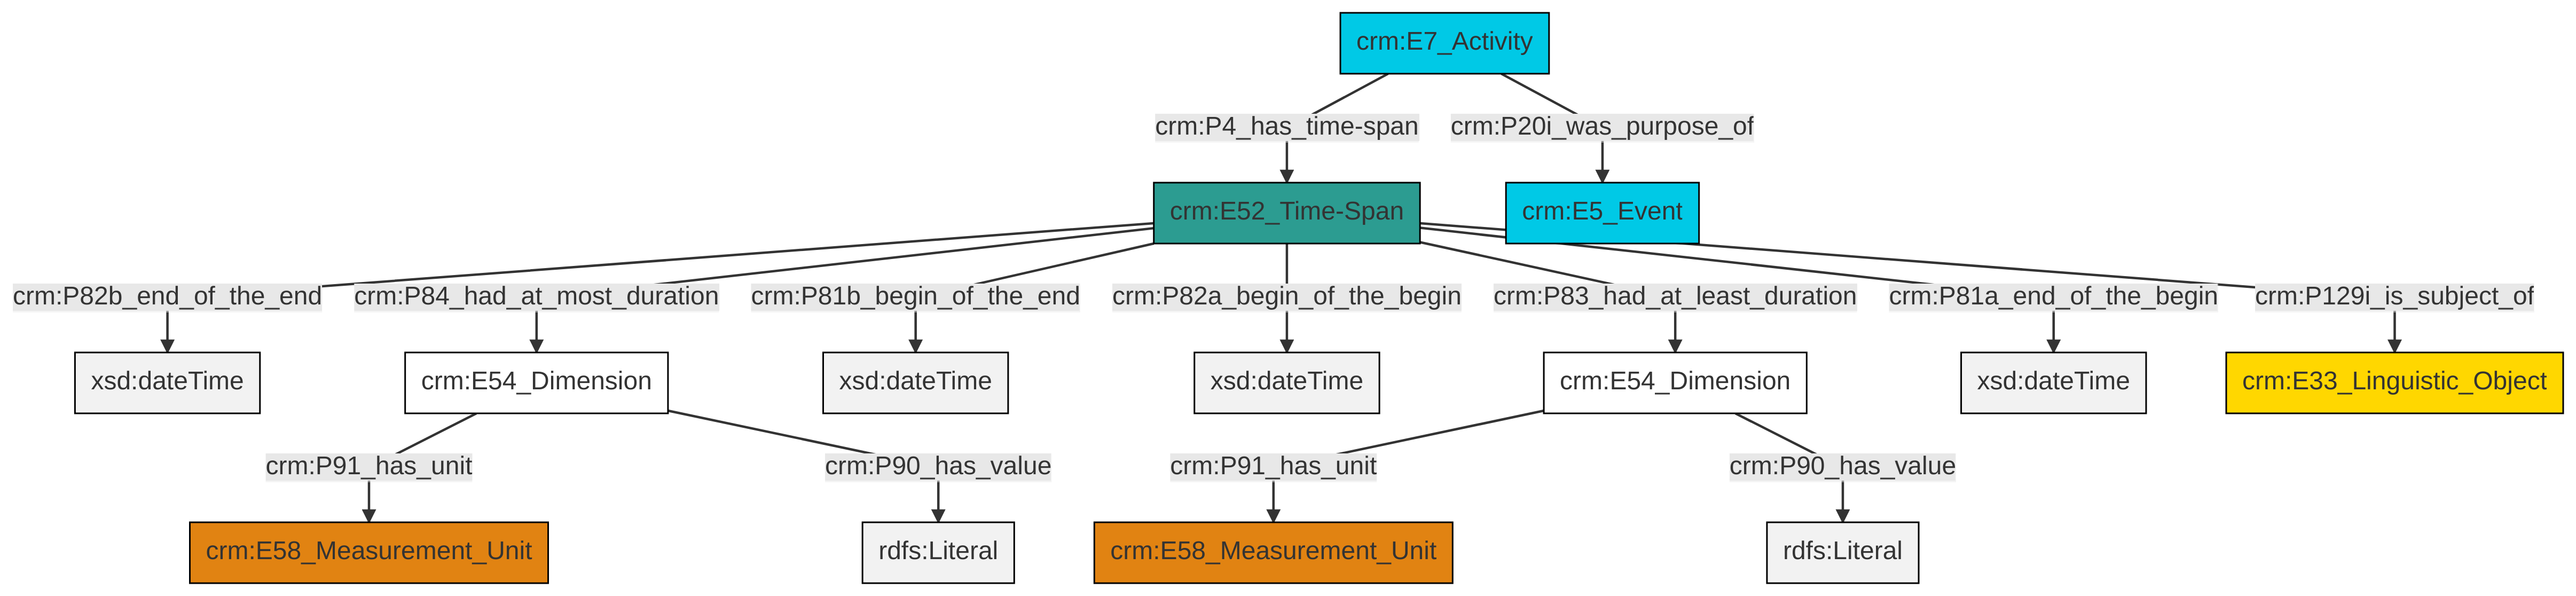 crm:E7_Activity
crm:P4_has_time-span
crm:P20i_was_purpose_of
crm:E52_Time-Span
crm:E5_Event
crm:P82b_end_of_the_end
crm:P84_had_at_most_duration
crm:P81b_begin_of_the_end
crm:P82a_begin_of_the_begin
crm:P83_had_at_least_duration
crm:P81a_end_of_the_begin
crm:P129i_is_subject_of
xsd:dateTime
crm:E54_Dimension
xsd:dateTime
xsd:dateTime
crm:E54_Dimension
xsd:dateTime
crm:E33_Linguistic_Object
crm:P91_has_unit
crm:P90_has_value
crm:P91_has_unit
crm:P90_has_value
crm:E58_Measurement_Unit
rdfs:Literal
crm:E58_Measurement_Unit
rdfs:Literal